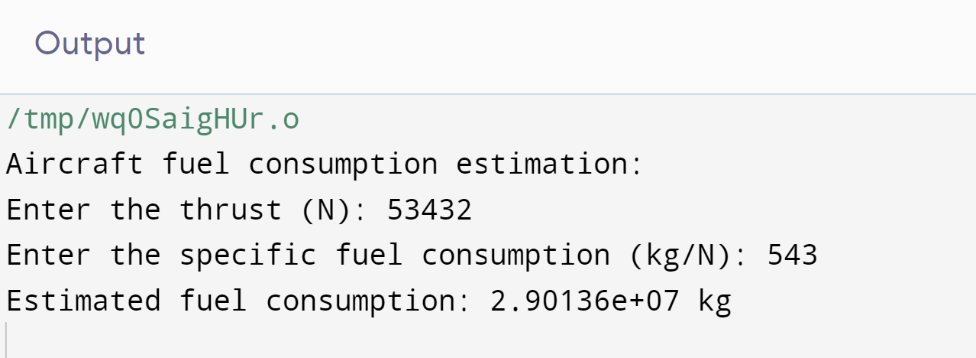 Output
/tmp/wq0SaigHUr.o
Aircraft fuel consumption estimation:
Enter the thrust (N): 53432
Enter the specific fuel consumption (kg/N): 543
Estimated fuel consumption: 2.90136e+07 kg